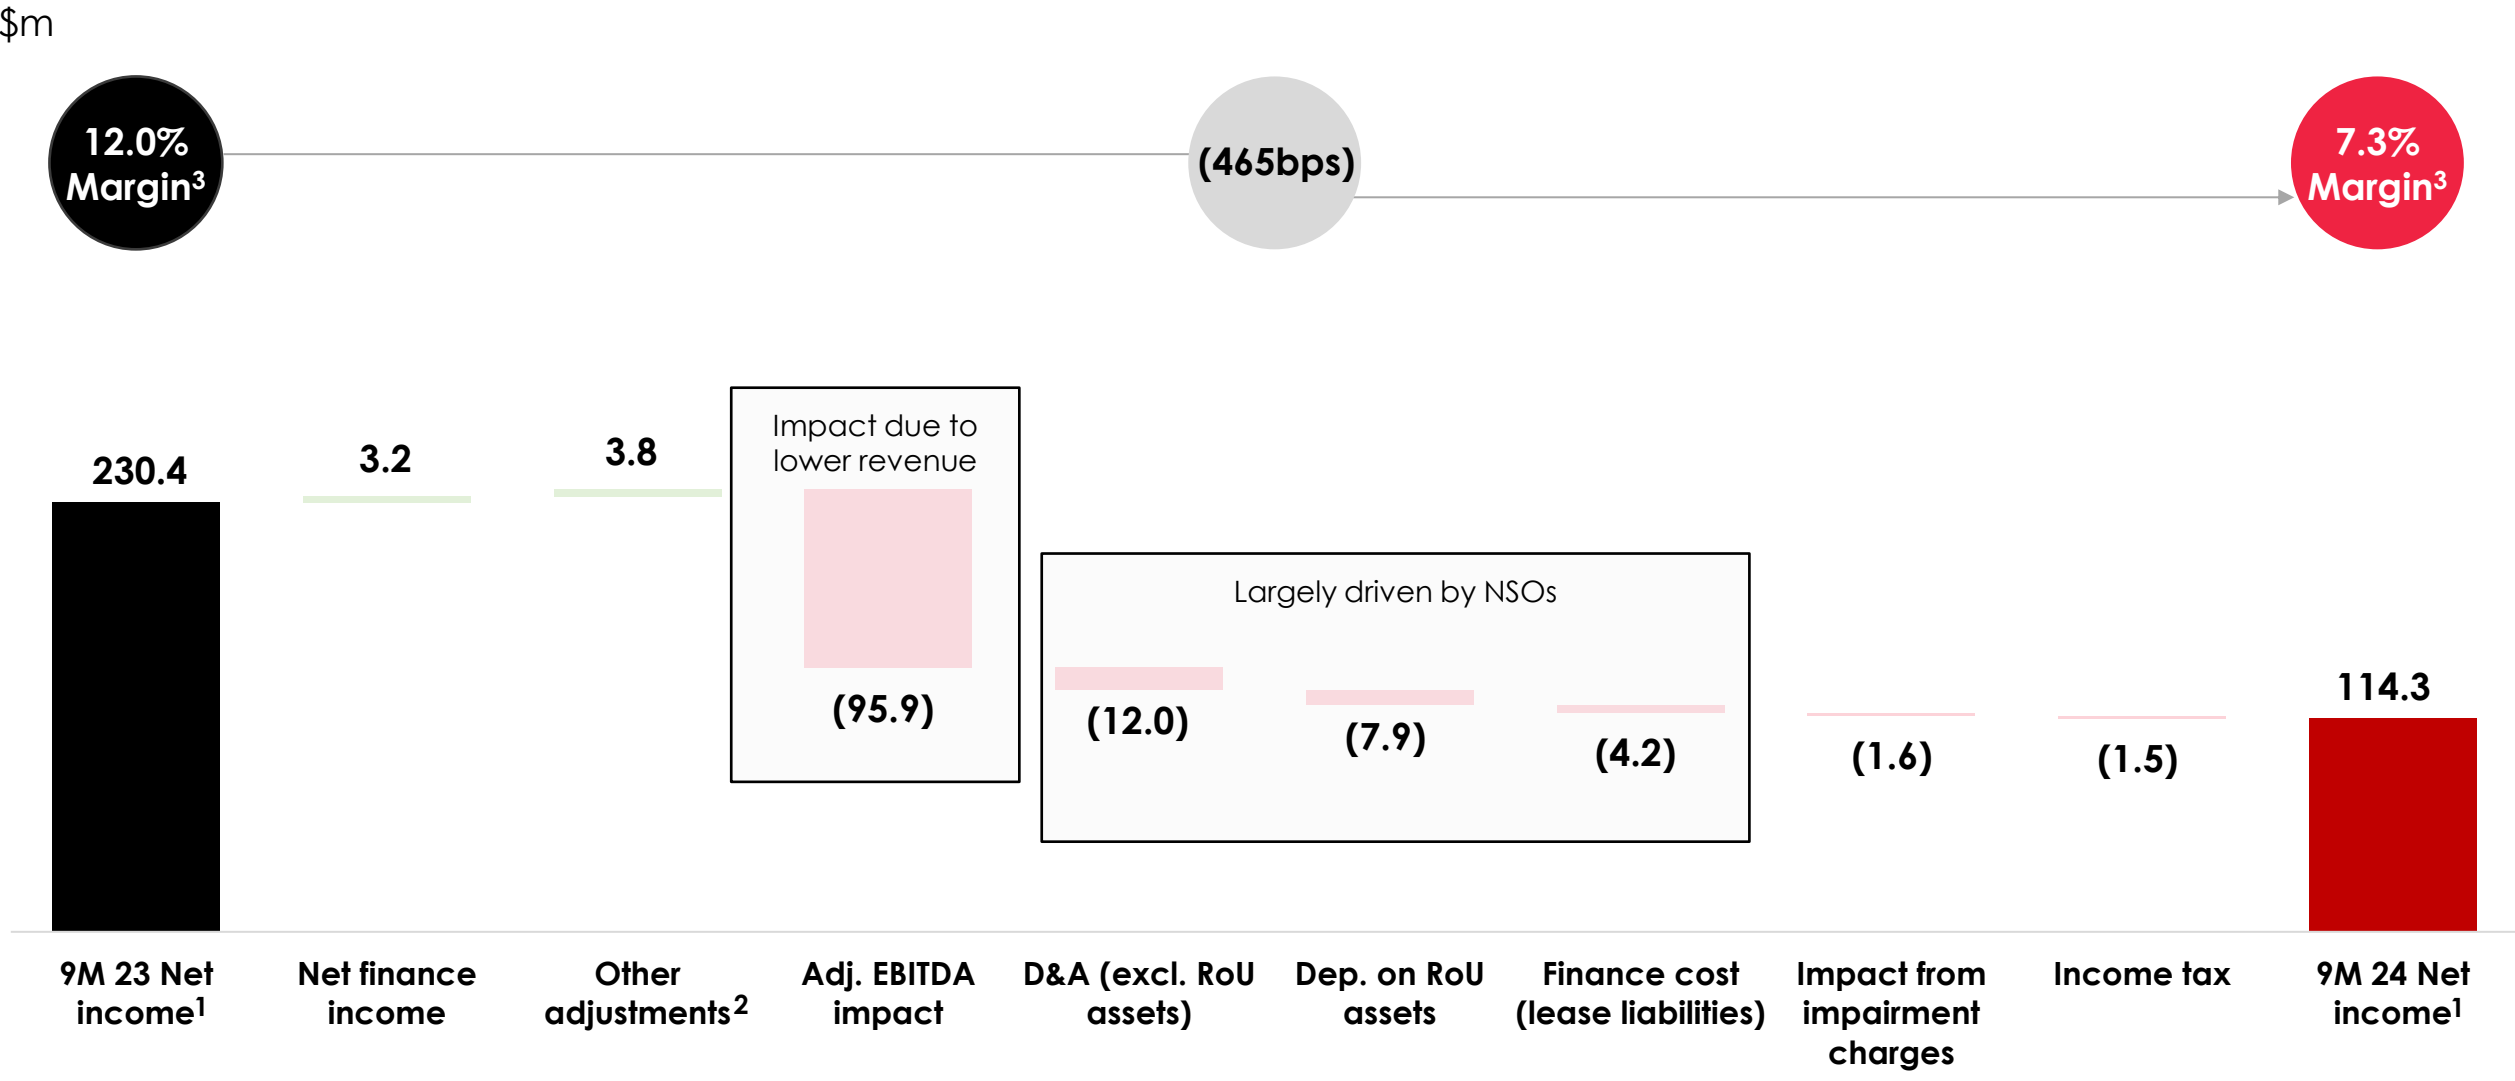 $m
12.0%
Margin3
(465bps)
7.3%
Margin3
230.4
3.2
3.8
Impact due to
lower revenue
(95.9)
Largely driven by NSOs
(12.0)
(7.9)
(4.2)
(1.6)
(1.5)
114.3
9M 23 Net
income1
Net finance
income
Other
adjustments2
Adj. EBITDA
impact
D&A (excl. RoU
assets)
Dep. on RoU
assets
Finance cost
(lease liabilities)
Impact from
impairment
charges
Income tax
9M 24 Net
income1